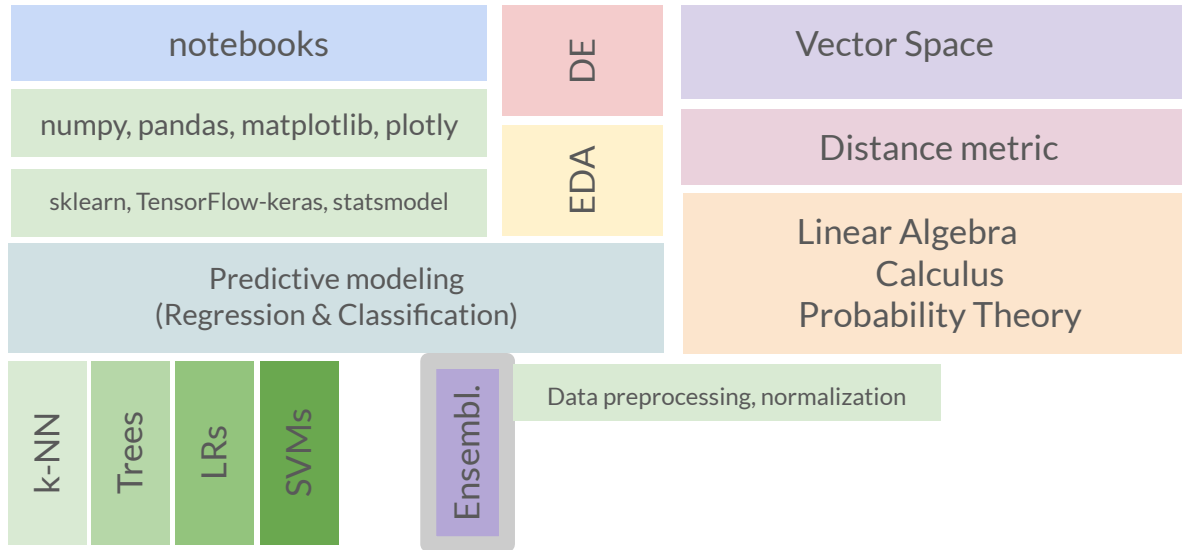 notebooks
numpy, pandas, matplotlib, plotly
sklearn, TensorFlow-keras, statsmodel
DE
EDA
Vector Space
Distance metric
Linear Algebra
Calculus
Probability Theory
Predictive modeling
(Regression & Classification)
k-NN
Trees
LRs
SVMs
Ensembl.
Data preprocessing, normalization